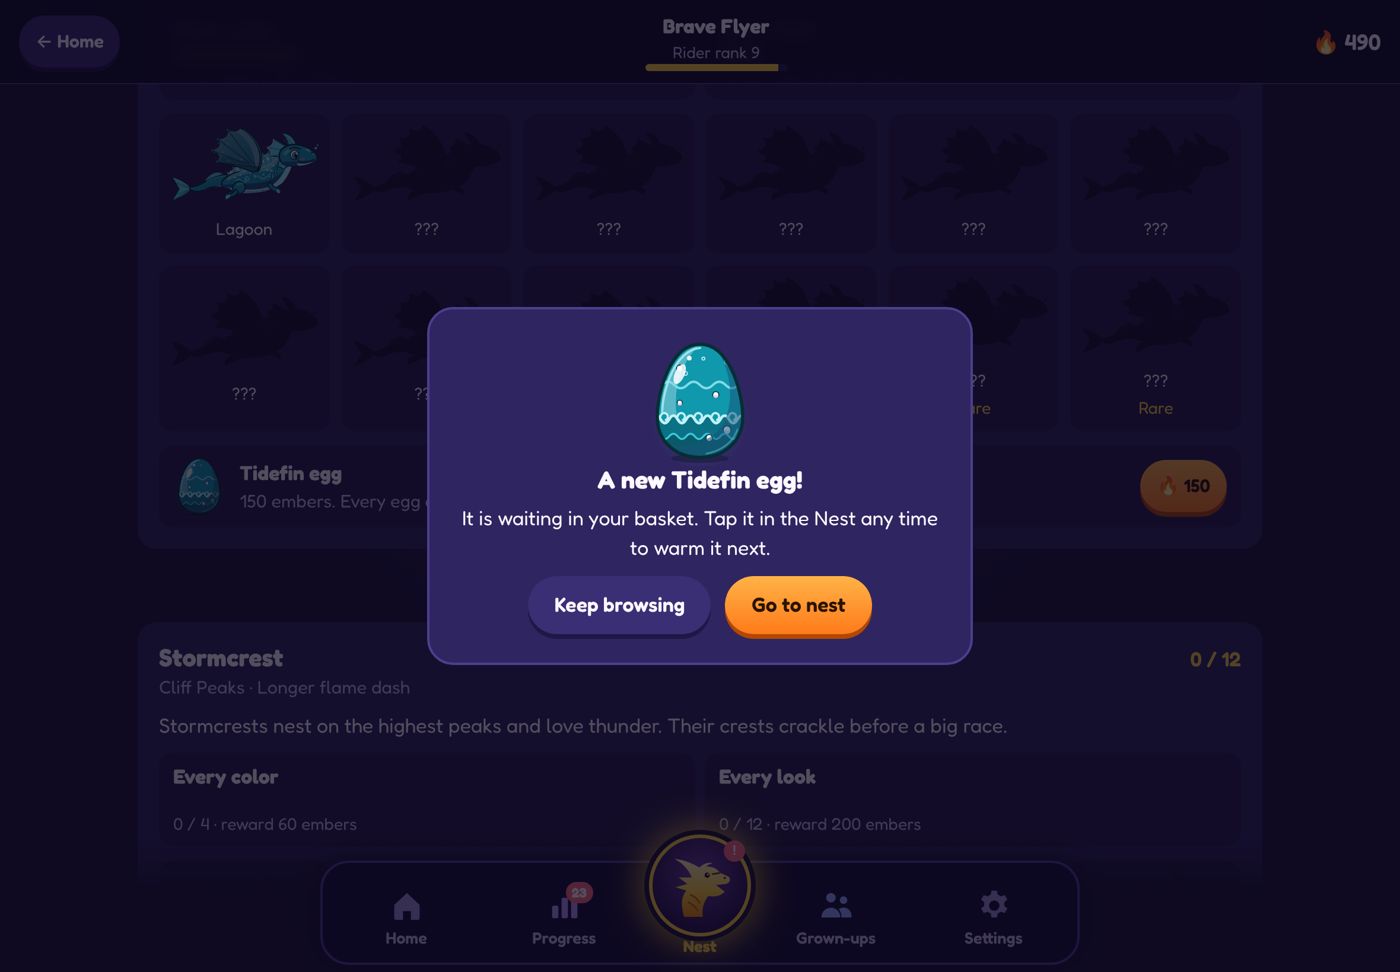 ← Home
Brave Flyer
Rider rank 9
490
Lagoon
???
???
???
???
???
???
??
??
are
???
Rare
A new Tidefin egg!
It is waiting in your basket. Tap it in the Nest any time
to warm it next.
Keep browsing
Go to nest
Tidefin egg
150 embers. Every egg
150
Stormcrest
0 / 12
Cliff Peaks · Longer flame dash
Stormcrests nest on the highest peaks and love thunder. Their crests crackle before a big race.
Every color
0 / 4 · reward 60 embers
Every look
0 / 12 · reward 200 embers
Home
23
Progress
!
Nest
Grown-ups
Settings